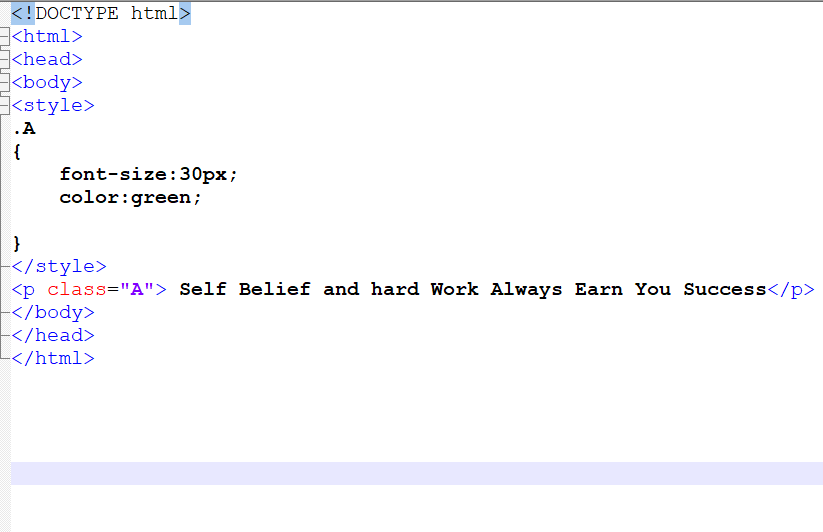 <!DOCTYPE html>
<html>
<head>
<body>
<style>
.A
{
    font-size:30px;
    color:green;
}
</style>
<p class="A"> Self Belief and hard Work Always Earn You Success</p>
</body>
</head>
</html>